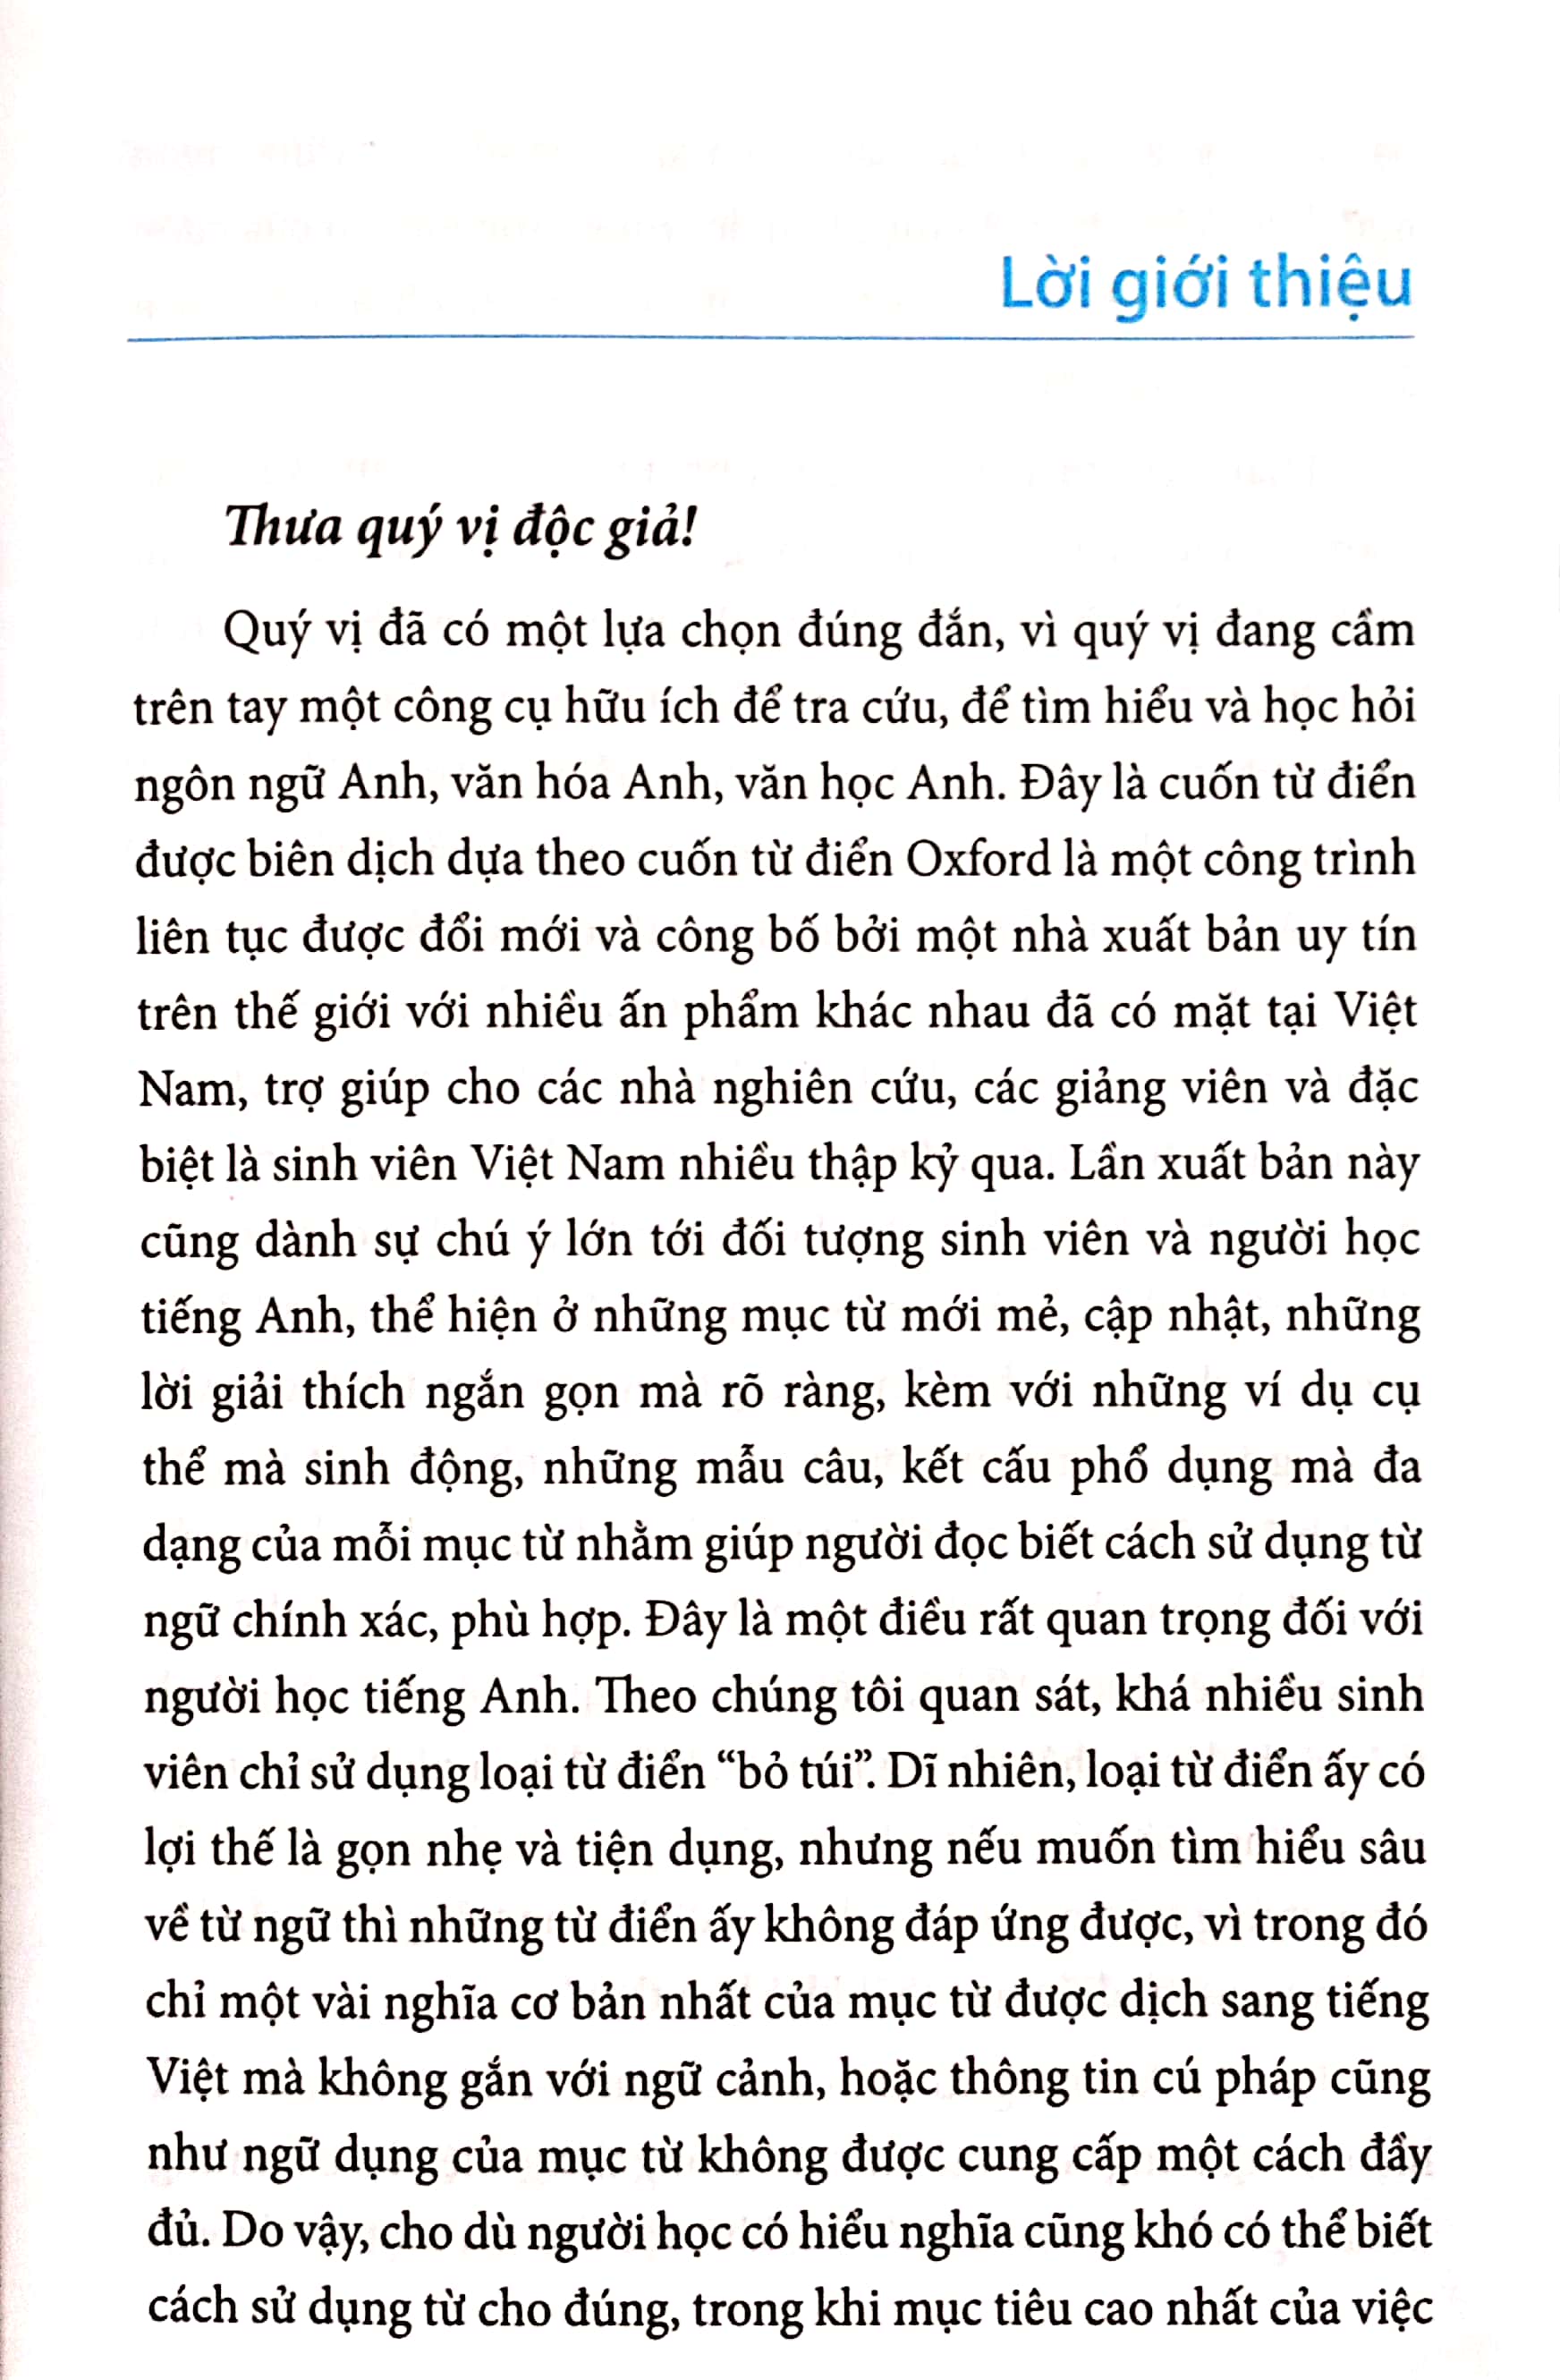 Lời giới thiệu
Thưa quý vị độc giả!
Quý vị đã có một lựa chọn đúng đắn, vì quý vị đang cầm
trên tay một công cụ hữu ích để tra cứu, để tìm hiểu và học hỏi
ngôn ngữ Anh, văn hóa Anh, văn học Anh. Đây là cuốn từ điển
được biên dịch dựa theo cuốn từ điển Oxford là một công trình
liên tục được đổi mới và công bố bởi một nhà xuất bản uy tín
trên thế giới với nhiều ấn phẩm khác nhau đã có mặt tại Việt
Nam, trợ giúp cho các nhà nghiên cứu, các giảng viên và đặc
biệt là sinh viên Việt Nam nhiều thập kỷ qua. Lần xuất bản này
cũng dành sự chú ý lớn tới đối tượng sinh viên và người học
tiếng Anh, thể hiện ở những mục từ mới mẻ, cập nhật, những
lời giải thích ngắn gọn mà rõ ràng, kèm với những ví dụ cụ
thể mà sinh động, những mẫu câu, kết cấu phổ dụng mà đa
dạng của mỗi mục từ nhằm giúp người đọc biết cách sử dụng từ
ngữ chính xác, phù hợp. Đây là một điều rất quan trọng đối với
người học tiếng Anh. Theo chúng tôi quan sát, khá nhiều sinh
viên chỉ sử dụng loại từ điển “bỏ túi”. Dĩ nhiên, loại từ điển ấy có
lợi thế là gọn nhẹ và tiện dụng, nhưng nếu muốn tìm hiểu sâu
về từ ngữ thì những từ điển ấy không đáp ứng được, vì trong đó
chỉ một vài nghĩa cơ bản nhất của mục từ được dịch sang tiếng
Việt mà không gắn với ngữ cảnh, hoặc thông tin cú pháp cũng
như ngữ dụng của mục từ không được cung cấp một cách đầy
đủ. Do vậy, cho dù người học có hiểu nghĩa cũng khó có thể biết
cách sử dụng từ cho đúng, trong khi mục tiêu cao nhất của việc